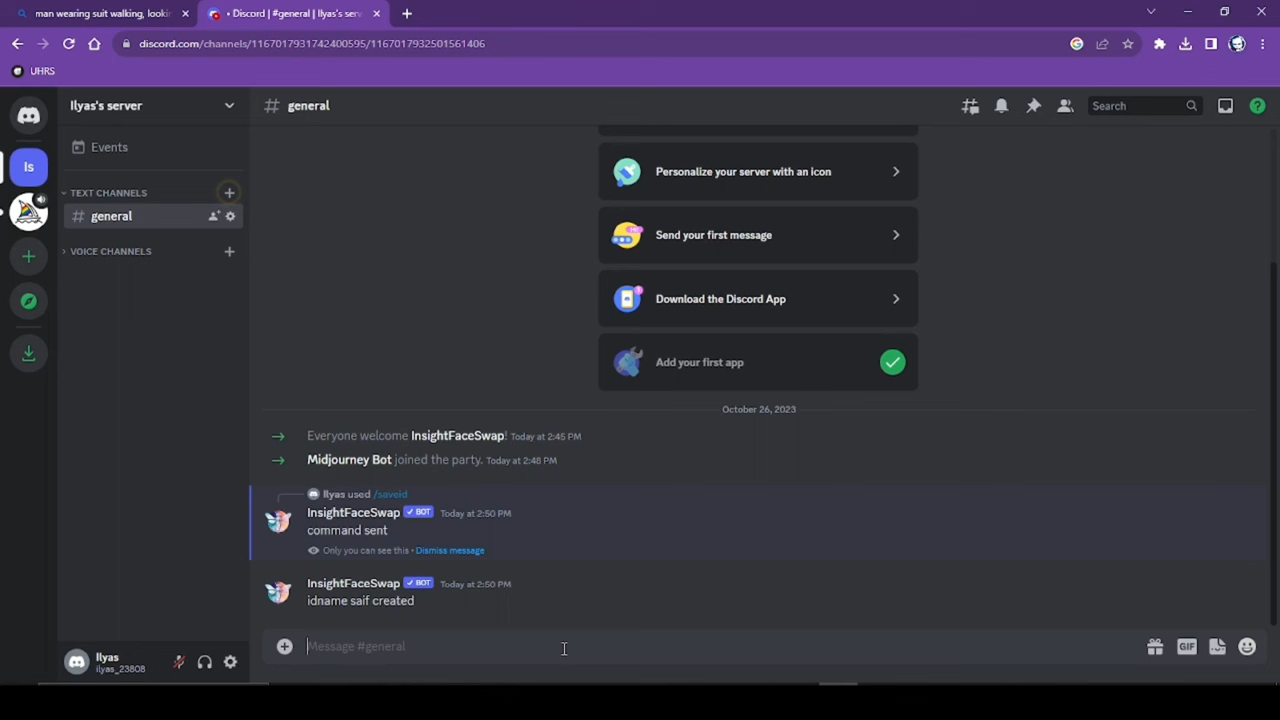 man wearing suit walking, lookin
• Discord | #general | Ilyas's serv
discord.com/channels/1167017931742400595/1167017932501561406
UHRS
Ilyas's server
general
Search
Events
TEXT CHANNELS
general
VOICE CHANNELS
Is
Personalize your server with an icon
Send your first message
Download the Discord App
Add your first app
October 26, 2023
Everyone welcome InsightFaceSwap! Today at 2:45 PM
Midjourney Bot joined the party. Today at 2:48 PM
Ilyas used /saveid
InsightFaceSwap ✓ BOT Today at 2:50 PM
command sent
Only you can see this • Dismiss message
InsightFaceSwap ✓ BOT Today at 2:50 PM
idname saif created
Message #general
GIF
Ilyas
ilyas_23808